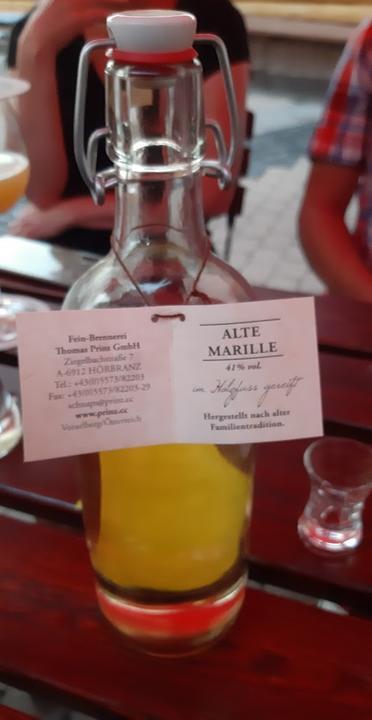 Fein-Brennerei
Thomas Prinz GmbH
Ziegelbachstraße 7
A-6912 HÖRBRANZ
Tel.: +43(0)5573/82203
Fax: +43(0)5573/82203-29
schnaps@prinz.cc
www.prinz.cc
Vorarlberg/Österreich
ALTE
MARILLE
41% vol.
im Holzfass gereift
Hergestellt nach alter
Familientradition.